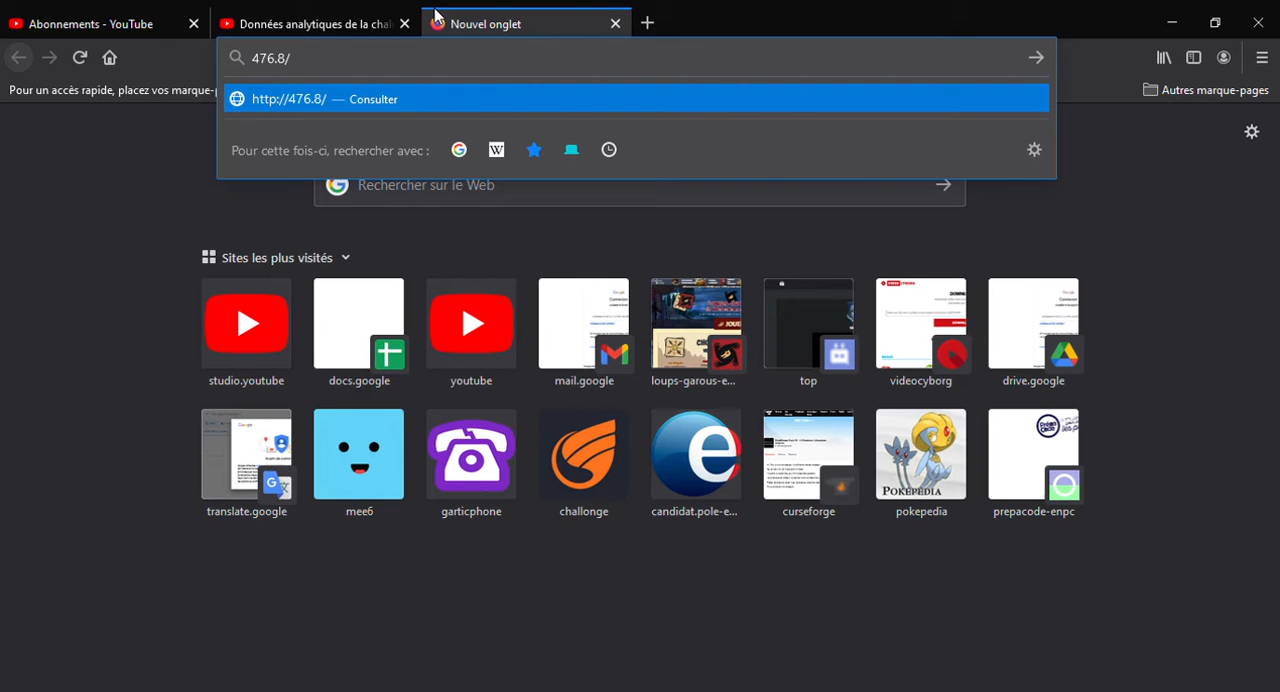 Abonnements - YouTube
Données analytiques de la chaî
Nouvel onglet
476.8/
http://476.8/ — Consulter
Pour un accès rapide, placez vos marque-p
Autres marque-pages
Pour cette fois-ci, rechercher avec :
Rechercher sur le Web
Sites les plus visités
studio.youtube
docs.google
youtube
mail.google
loups-garous-e...
top
videocyborg
drive.google
translate.google
mee6
garticphone
challonge
candidat.pole-e...
curseforge
POKEPEDIA
pokepedia
prepacode-enpc